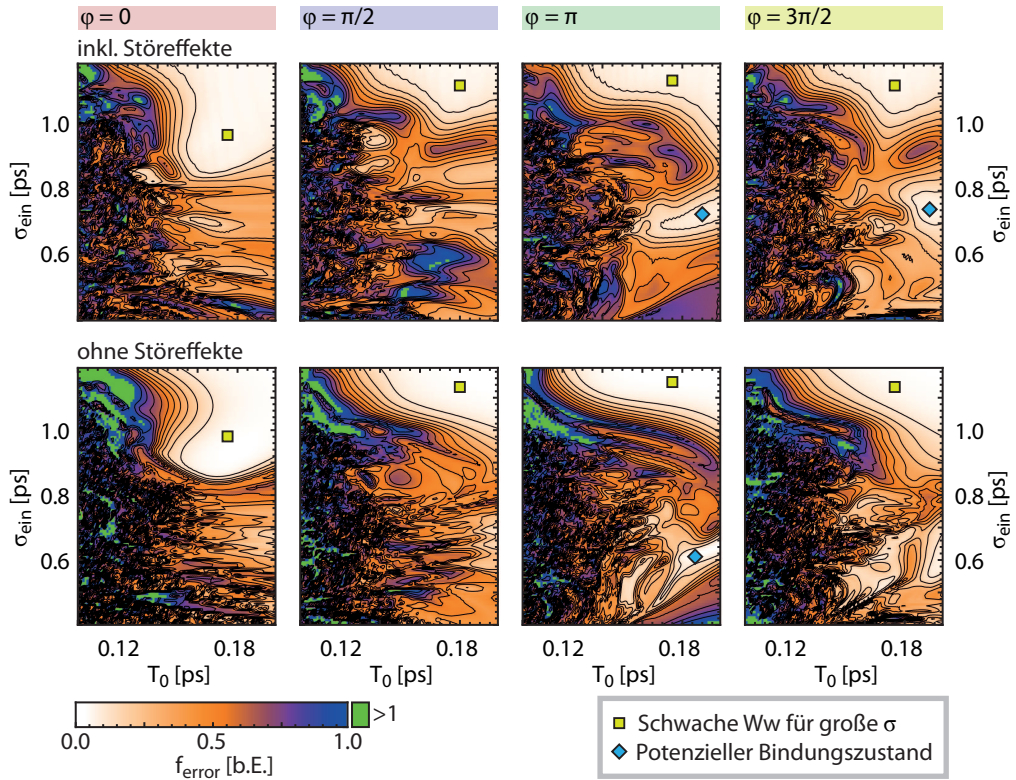 φ = 0 φ = π/2 φ = π φ = 3π/2
inkl. Störeffekte
1.0
0.8
0.6
σein [ps]
1.0
0.8
0.6
σein [ps]
ohne Störeffekte
1.0
0.8
0.6
σein [ps]
1.0
0.8
0.6
σein [ps]
0.12 0.18 0.12 0.18 0.12 0.18 0.12 0.18
T0 [ps] T0 [ps] T0 [ps] T0 [ps]
>1
0.0 0.5 1.0
ferror [b.E.]
Schwache Ww für große σ
Potenzieller Bindungszustand